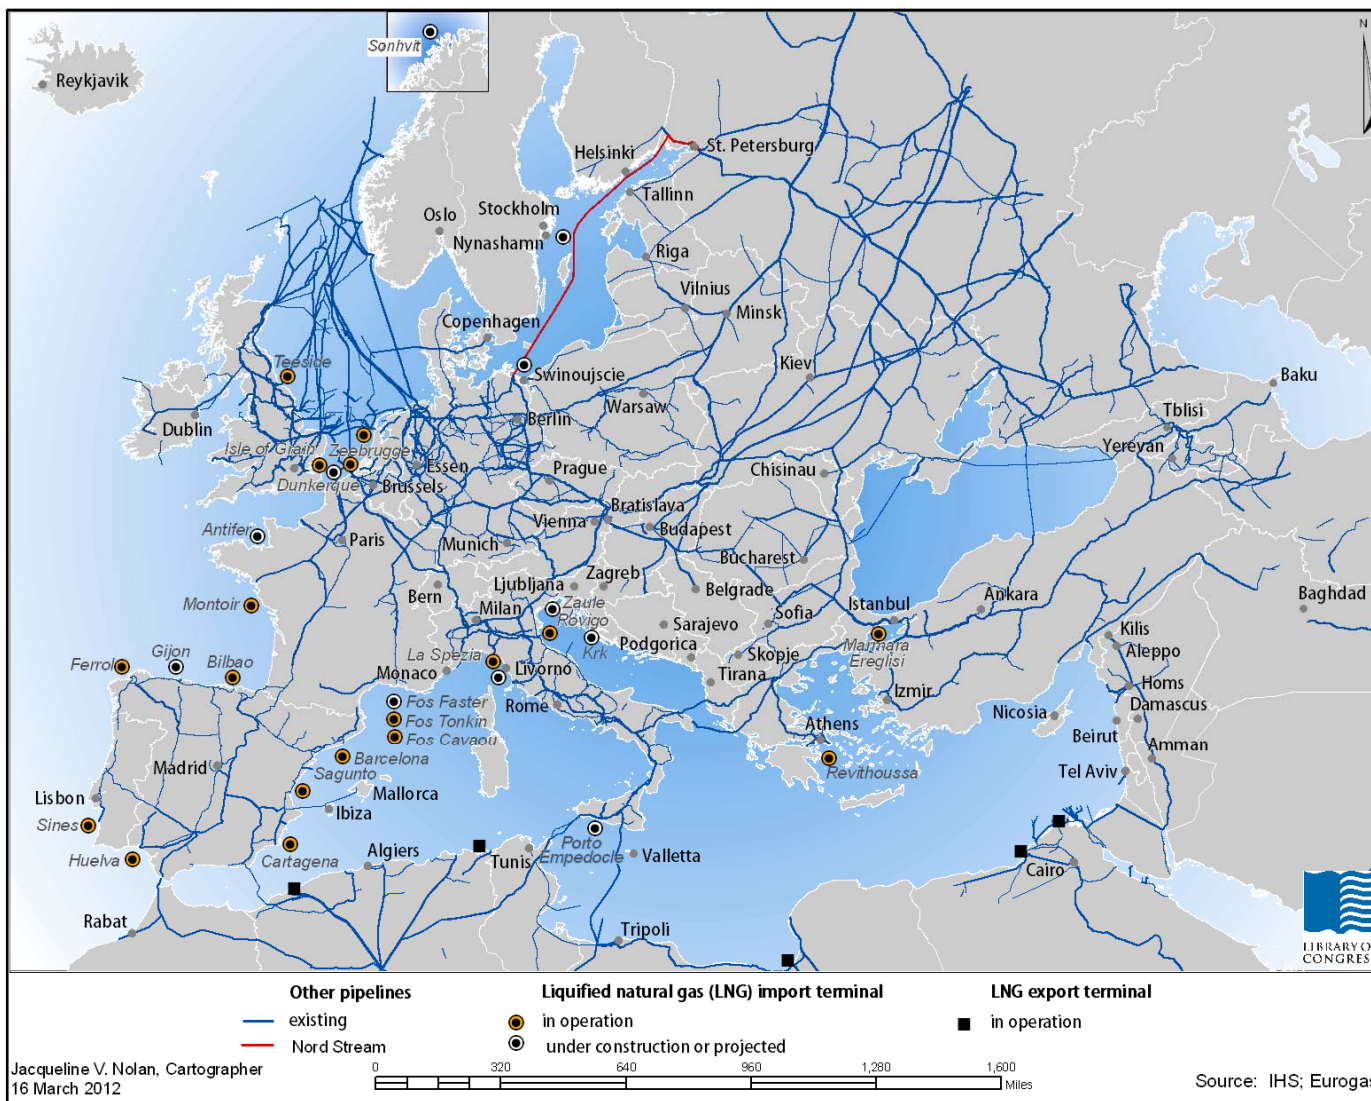 Sonhvit
N
Reykjavik
Helsinki
St. Petersburg
Tallinn
Stockholm
Oslo
Nynashamn
Riga
Vilnius
Minsk
Copenhagen
Teeside
Swinoujscie
Kiev
Baku
Warsaw
Dublin
Berlin
Tblisi
Isle of Grain
Zeebrugge
Yerevan
Essen
Prague
Chisinau
Dunkerque
Brussels
Bratislava
Vienna
Budapest
Antifer
Paris
Munich
Bucharest
Ljubljana
Zagreb
Bern
Belgrade
Ankara
Baghdad
Montoir
Milan
Zaule
Rovigo
Sofia
Istanbul
Sarajevo
Kilis
Podgorica
Krk
Marmara
Ereglisi
Aleppo
Ferrol
Gijon
Bilbao
La Spezia
Skopje
Monaco
Livorno
Tirana
Homs
Izmir
Fos Faster
Rome
Nicosia
Damascus
Fos Tonkin
Athens
Beirut
Fos Cavaou
Amman
Barcelona
Madrid
Revithoussa
Tel Aviv
Sagunto
Mallorca
Lisbon
Ibiza
Sines
Porto
Empedocle
Huelva
Cartagena
Algiers
Tunis
Valletta
Cairo
Rabat
Tripoli
LIBRARY O
CONGRES
Other pipelines
existing
Nord Stream
Liquified natural gas (LNG) import terminal
in operation
under construction or projected
LNG export terminal
in operation
Jacqueline V. Nolan, Cartographer
16 March 2012
0 320 640 960 1,280 1,600
Miles
Source: IHS; Eurogas